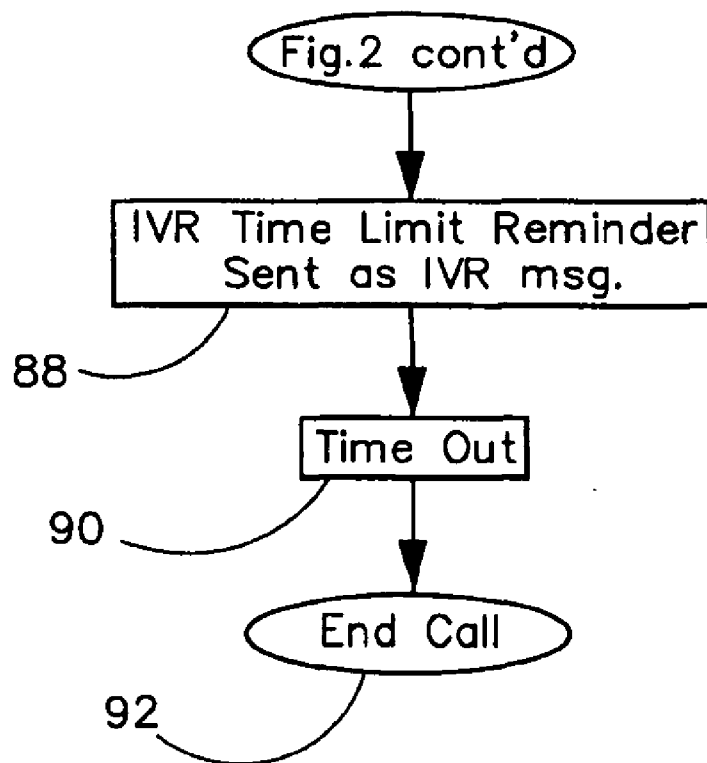 Fig.2 cont'd
IVR Time Limit Reminder
Sent as IVR msg.
88
Time Out
90
End Call
92